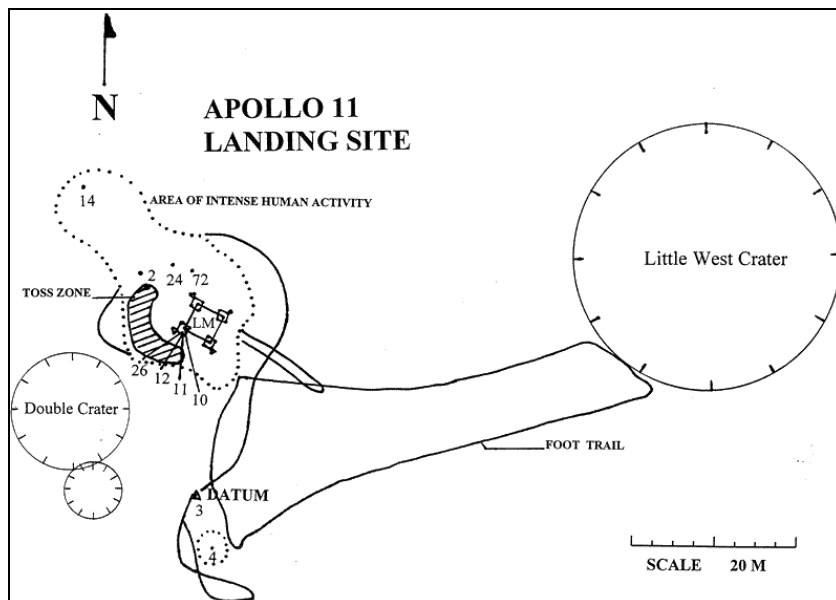 N
APOLLO 11
LANDING SITE
14
AREA OF INTENSE HUMAN ACTIVITY
2
24
72
TOSS ZONE
LM
Little West Crater
26
12
11
10
Double Crater
FOOT TRAIL
DATUM
3
4
SCALE 20 M